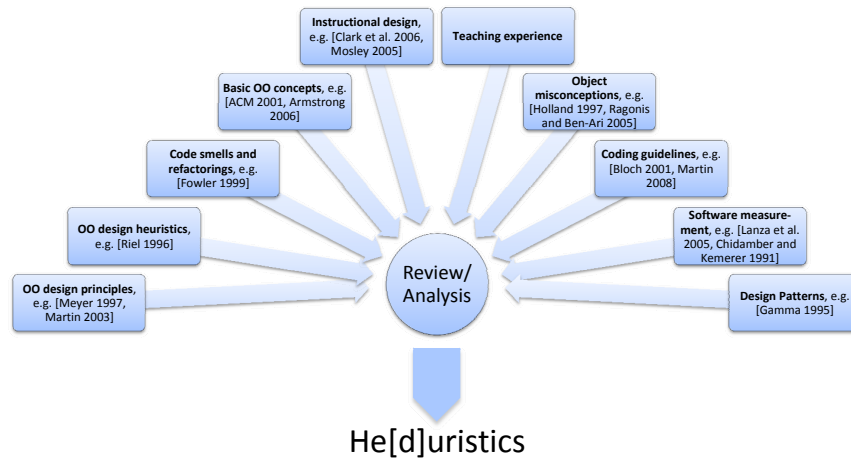 Instructional design,
e.g. [Clark et al. 2006,
Mosley 2005]
Teaching experience
Basic OO concepts, e.g.
[ACM 2001, Armstrong
2006]
Object
misconceptions, e.g.
[Holland 1997, Ragonis
and Ben-Ari 2005]
Code smells and
refactorings, e.g.
[Fowler 1999]
Coding guidelines, e.g.
[Bloch 2001, Martin
2008]
OO design heuristics,
e.g. [Riel 1996]
Software measure-
ment, e.g. [Lanza et al.
2005, Chidamber and
Kemerer 1991]
OO design principles,
e.g. [Meyer 1997,
Martin 2003]
Design Patterns, e.g.
[Gamma 1995]
Review/
Analysis
He[d]uristics